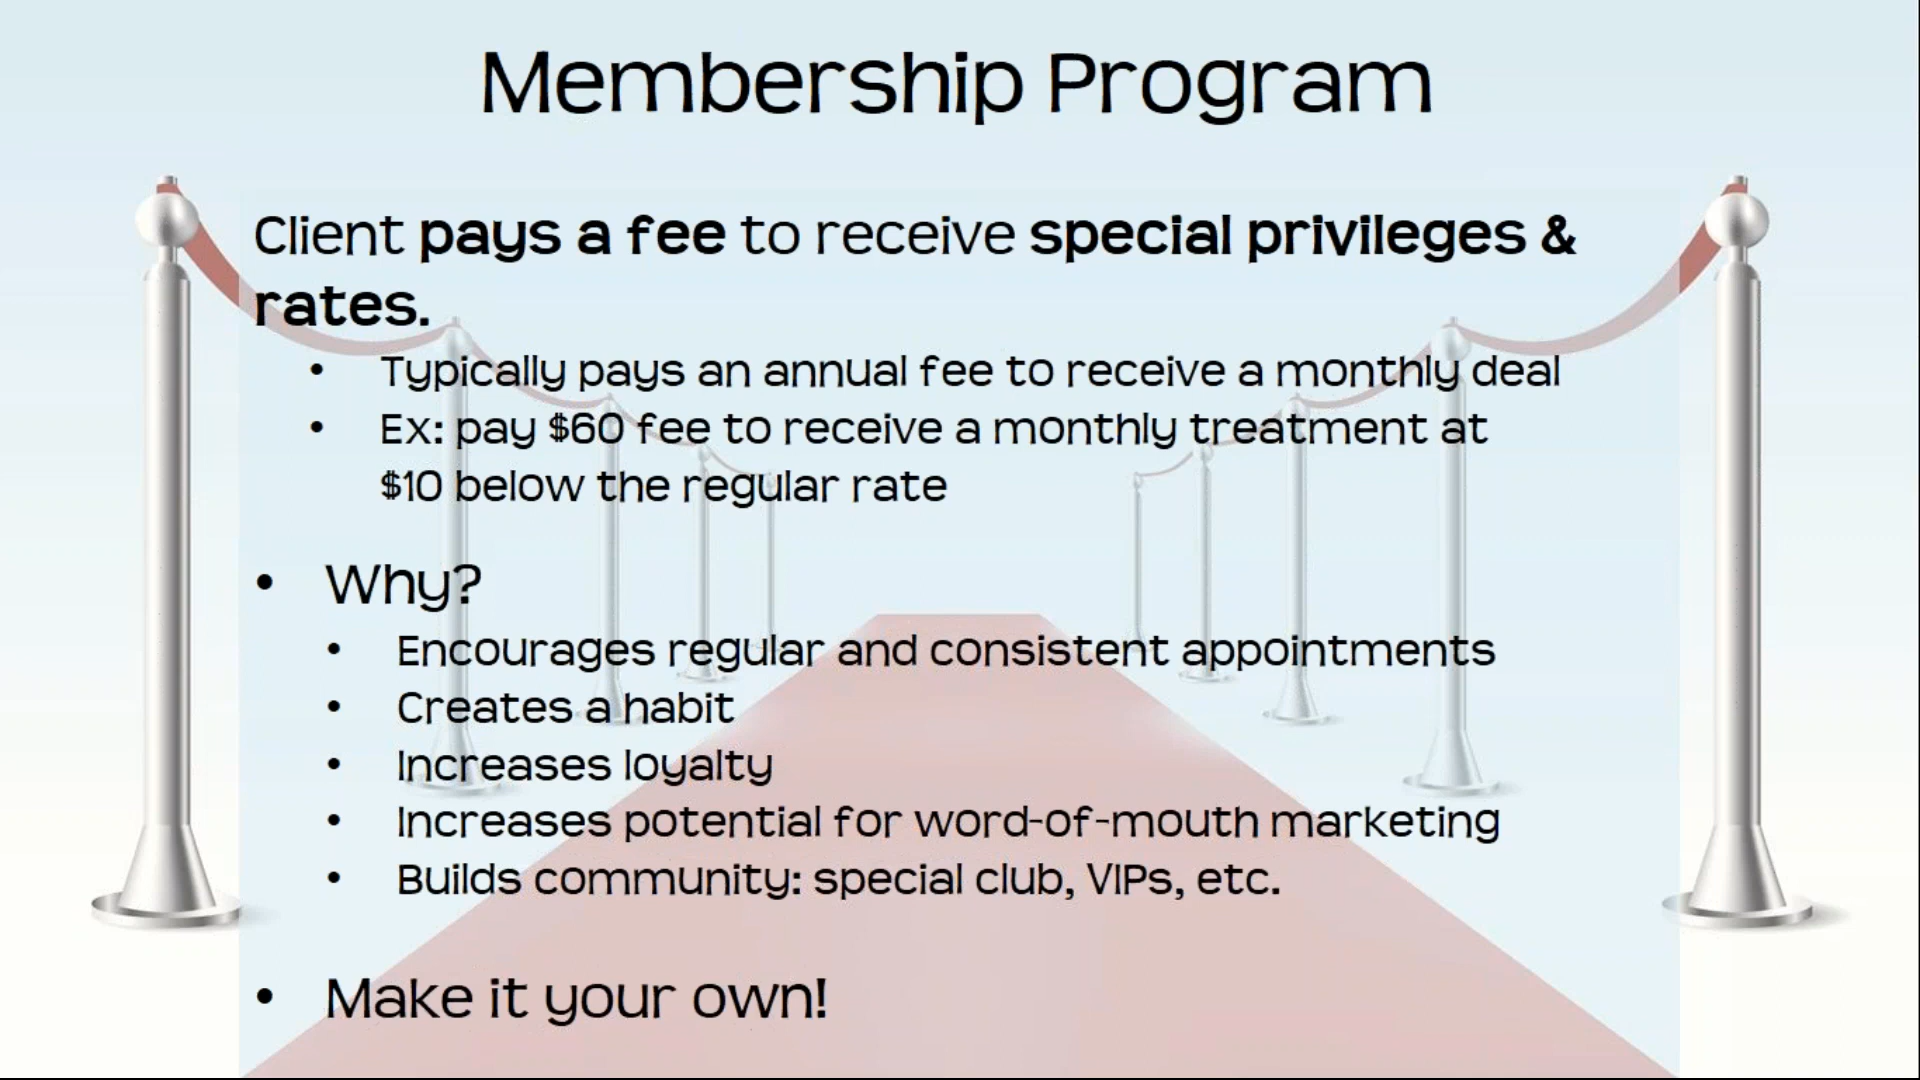 Membership Program
Client pays a fee to receive special privileges &
rates.
• Typically pays an annual fee to receive a monthly deal
• Ex: pay $60 fee to receive a monthly treatment at
$10 below the regular rate
• Why?
• Encourages regular and consistent appointments
• Creates a habit
• Increases loyalty
• Increases potential for word-of-mouth marketing
• Builds community: special club, VIPs, etc.
• Make it your own!